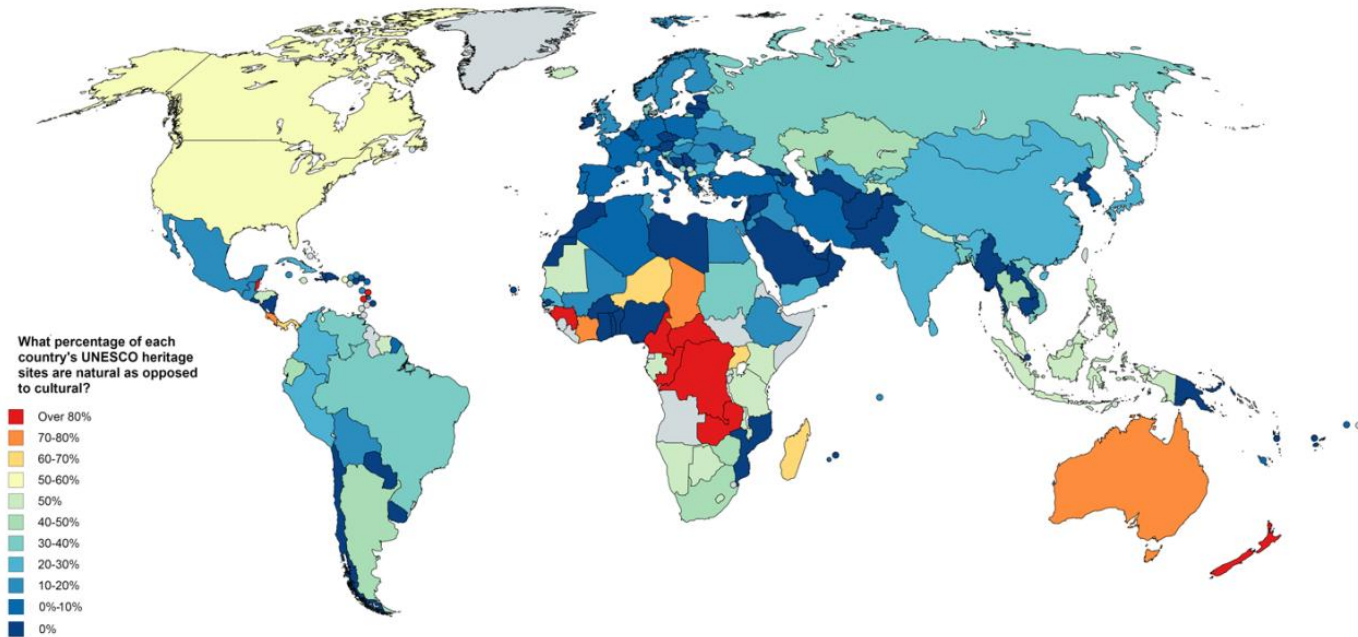 What percentage of each
country's UNESCO heritage
sites are natural as opposed
to cultural?
Over 80%
70-80%
60-70%
50-60%
50%
40-50%
30-40%
20-30%
10-20%
0%-10%
0%